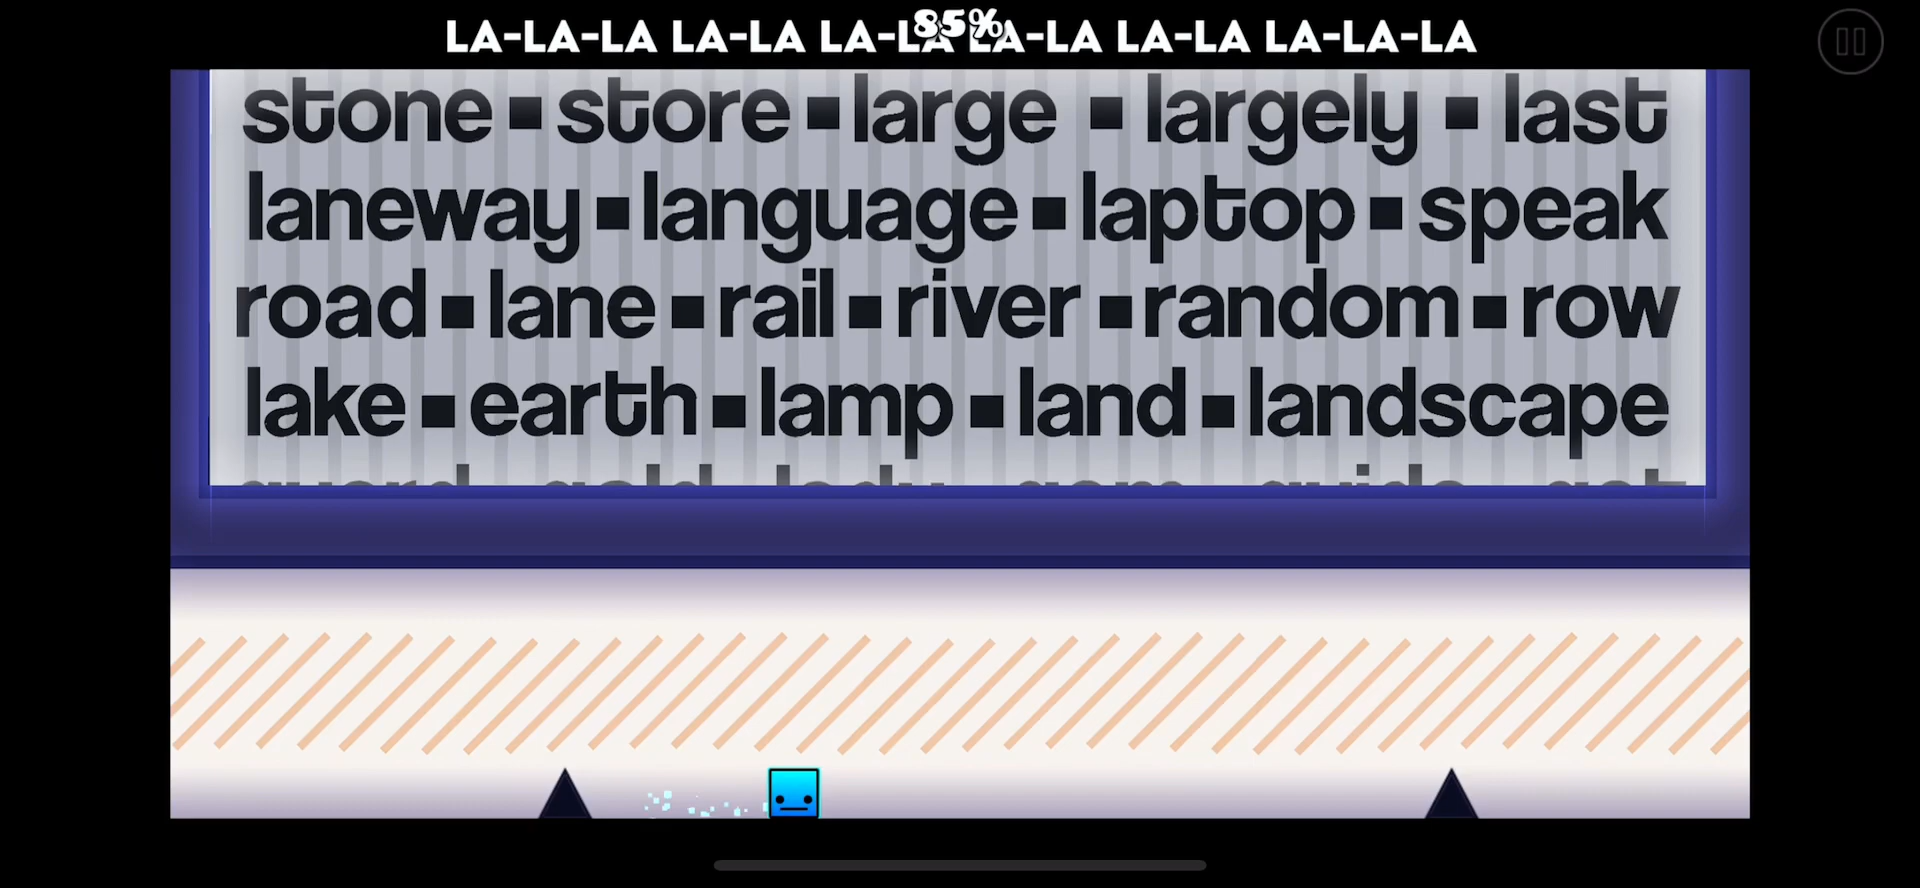 85%
LA-LA-LA LA-LA LA-LA LA-LA LA-LA LA-LA-LA
stone ▪ store ▪ large ▪ largely ▪ last
laneway ▪ language ▪ laptop ▪ speak
road ▪ lane ▪ rail ▪ river ▪ random ▪ row
lake ▪ earth ▪ lamp ▪ land ▪ landscape